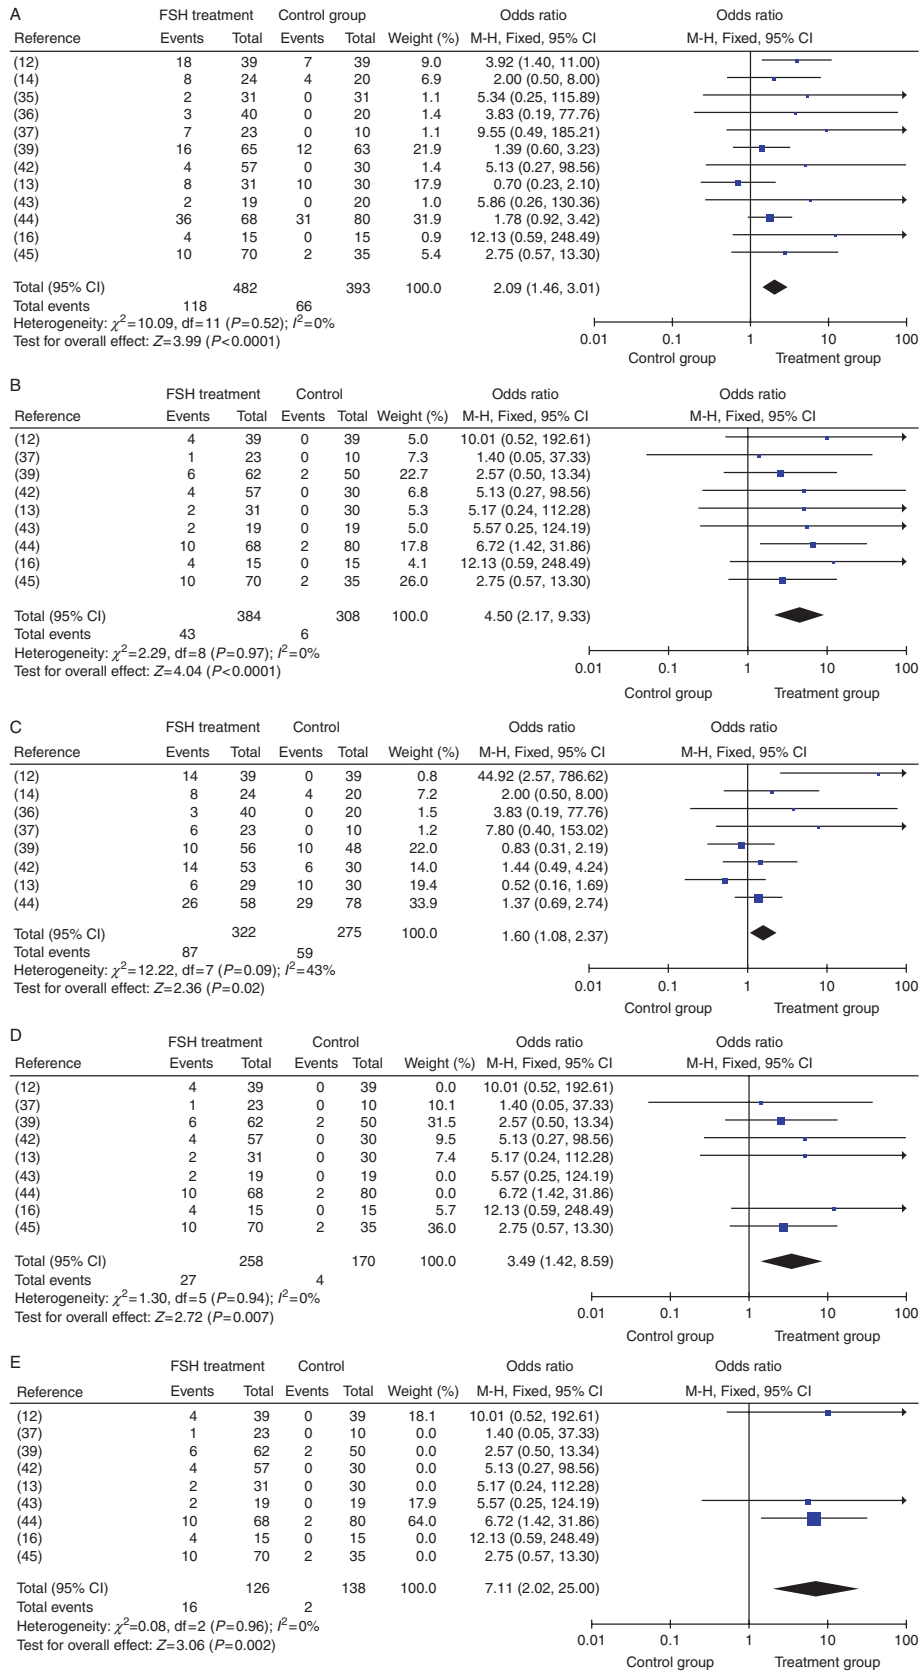 A
FSH treatment Control group Odds ratio Odds ratio
Reference Events Total Events Total Weight (%) M-H, Fixed, 95% CI M-H, Fixed, 95% CI
(12) 18 39 7 39 9.0 3.92 (1.40, 11.00)
(14) 8 24 4 20 6.9 2.00 (0.50, 8.00)
(35) 2 31 0 31 1.1 5.34 (0.25, 115.89)
(36) 3 40 0 20 1.4 3.83 (0.19, 77.76)
(37) 7 23 0 10 1.1 9.55 (0.49, 185.21)
(39) 16 65 12 63 21.9 1.39 (0.60, 3.23)
(42) 4 57 0 30 1.4 5.13 (0.27, 98.56)
(13) 8 31 10 30 17.9 0.70 (0.23, 2.10)
(43) 2 19 0 20 1.0 5.86 (0.26, 130.36)
(44) 36 68 31 80 31.9 1.78 (0.92, 3.42)
(16) 4 15 0 15 0.9 12.13 (0.59, 248.49)
(45) 10 70 2 35 5.4 2.75 (0.57, 13.30)
Total (95% CI) 482 393 100.0 2.09 (1.46, 3.01)
Total events 118 66
Heterogeneity: χ²=10.09, df=11 (P=0.52); I²=0%
Test for overall effect: Z=3.99 (P<0.0001)
0.01 0.1 1 10 100
Control group Treatment group
B
FSH treatment Control Odds ratio Odds ratio
Reference Events Total Events Total Weight (%) M-H, Fixed, 95% CI M-H, Fixed, 95% CI
(12) 4 39 0 39 5.0 10.01 (0.52, 192.61)
(37) 1 23 0 10 7.3 1.40 (0.05, 37.33)
(39) 6 62 2 50 22.7 2.57 (0.50, 13.34)
(42) 4 57 0 30 6.8 5.13 (0.27, 98.56)
(13) 2 31 0 30 5.3 5.17 (0.24, 112.28)
(43) 2 19 0 19 5.0 5.57 0.25, 124.19)
(44) 10 68 2 80 17.8 6.72 (1.42, 31.86)
(16) 4 15 0 15 4.1 12.13 (0.59, 248.49)
(45) 10 70 2 35 26.0 2.75 (0.57, 13.30)
Total (95% CI) 384 308 100.0 4.50 (2.17, 9.33)
Total events 43 6
Heterogeneity: χ²=2.29, df=8 (P=0.97); I²=0%
Test for overall effect: Z=4.04 (P<0.0001)
0.01 0.1 1 10 100
Control group Treatment group
C
FSH treatment Control Odds ratio Odds ratio
Reference Events Total Events Total Weight (%) M-H, Fixed, 95% CI M-H, Fixed, 95% CI
(12) 14 39 0 39 0.8 44.92 (2.57, 786.62)
(14) 8 24 4 20 7.2 2.00 (0.50, 8.00)
(36) 3 40 0 20 1.5 3.83 (0.19, 77.76)
(37) 6 23 0 10 1.2 7.80 (0.40, 153.02)
(39) 10 56 10 48 22.0 0.83 (0.31, 2.19)
(42) 14 53 6 30 14.0 1.44 (0.49, 4.24)
(13) 6 29 10 30 19.4 0.52 (0.16, 1.69)
(44) 26 58 29 78 33.9 1.37 (0.69, 2.74)
Total (95% CI) 322 275 100.0 1.60 (1.08, 2.37)
Total events 87 59
Heterogeneity: χ²=12.22, df=7 (P=0.09); I²=43%
Test for overall effect: Z=2.36 (P=0.02)
0.01 0.1 1 10 100
Control group Treatment group
D
FSH treatment Control Odds ratio Odds ratio
Reference Events Total Events Total Weight (%) M-H, Fixed, 95% CI M-H, Fixed, 95% CI
(12) 4 39 0 39 0.0 10.01 (0.52, 192.61)
(37) 1 23 0 10 10.1 1.40 (0.05, 37.33)
(39) 6 62 2 50 31.5 2.57 (0.50, 13.34)
(42) 4 57 0 30 9.5 5.13 (0.27, 98.56)
(13) 2 31 0 30 7.4 5.17 (0.24, 112.28)
(43) 2 19 0 19 0.0 5.57 (0.25, 124.19)
(44) 10 68 2 80 0.0 6.72 (1.42, 31.86)
(16) 4 15 0 15 5.7 12.13 (0.59, 248.49)
(45) 10 70 2 35 36.0 2.75 (0.57, 13.30)
Total (95% CI) 258 170 100.0 3.49 (1.42, 8.59)
Total events 27 4
Heterogeneity: χ²=1.30, df=5 (P=0.94); I²=0%
Test for overall effect: Z=2.72 (P=0.007)
0.01 0.1 1 10 100
Control group Treatment group
E
FSH treatment Control Odds ratio Odds ratio
Reference Events Total Events Total Weight (%) M-H, Fixed, 95% CI M-H, Fixed, 95% CI
(12) 4 39 0 39 18.1 10.01 (0.52, 192.61)
(37) 1 23 0 10 0.0 1.40 (0.05, 37.33)
(39) 6 62 2 50 0.0 2.57 (0.50, 13.34)
(42) 4 57 0 30 0.0 5.13 (0.27, 98.56)
(13) 2 31 0 30 0.0 5.17 (0.24, 112.28)
(43) 2 19 0 19 17.9 5.57 (0.25, 124.19)
(44) 10 68 2 80 64.0 6.72 (1.42, 31.86)
(16) 4 15 0 15 0.0 12.13 (0.59, 248.49)
(45) 10 70 2 35 0.0 2.75 (0.57, 13.30)
Total (95% CI) 126 138 100.0 7.11 (2.02, 25.00)
Total events 16 2
Heterogeneity: χ²=0.08, df=2 (P=0.96); I²=0%
Test for overall effect: Z=3.06 (P=0.002)
0.01 0.1 1 10 100
Control group Treatment group